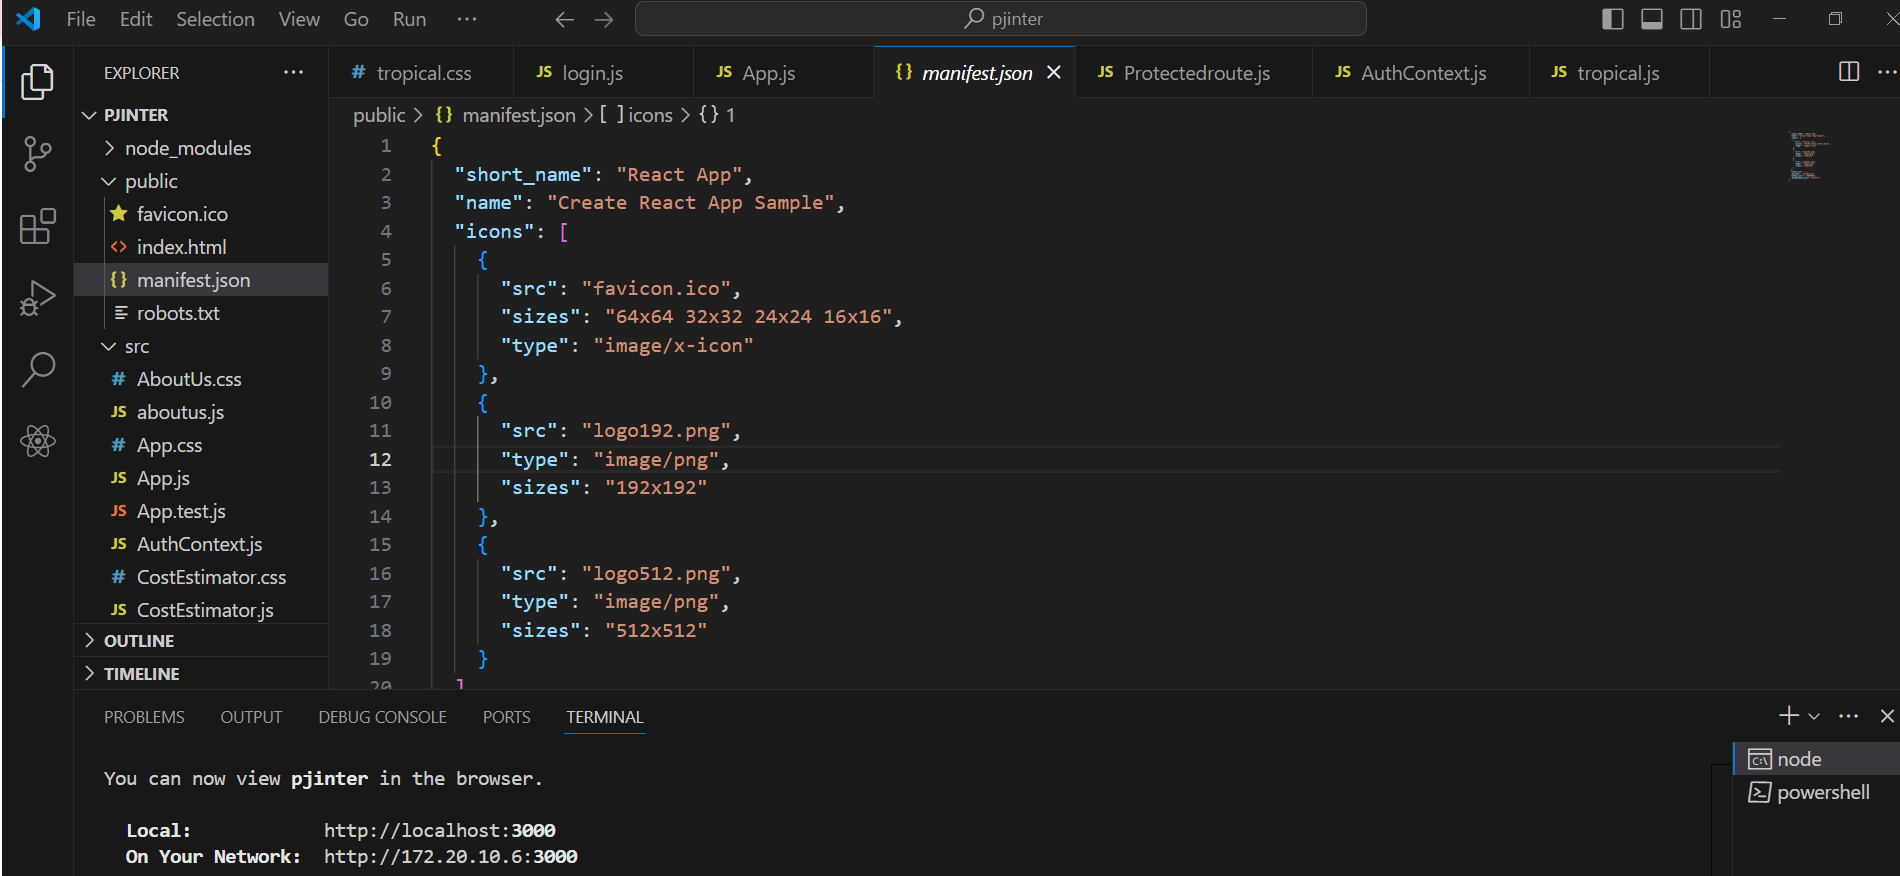 File Edit Selection View Go Run ···
pjinter
EXPLORER ···
PJINTER
node_modules
public
favicon.ico
index.html
manifest.json
robots.txt
src
# AboutUs.css
JS aboutus.js
# App.css
JS App.js
JS App.test.js
JS AuthContext.js
# CostEstimator.css
JS CostEstimator.js
OUTLINE
TIMELINE
# tropical.css
JS login.js
JS App.js
{} manifest.json
JS Protectedroute.js
JS AuthContext.js
JS tropical.js
public > {} manifest.json > [ ] icons > {} 1
1 {
2 "short_name": "React App",
3 "name": "Create React App Sample",
4 "icons": [
5 {
6 "src": "favicon.ico",
7 "sizes": "64x64 32x32 24x24 16x16",
8 "type": "image/x-icon"
9 },
10 {
11 "src": "logo192.png",
12 "type": "image/png",
13 "sizes": "192x192"
14 },
15 {
16 "src": "logo512.png",
17 "type": "image/png",
18 "sizes": "512x512"
19 }
20 ]
PROBLEMS OUTPUT DEBUG CONSOLE PORTS TERMINAL
You can now view pjinter in the browser.
Local: http://localhost:3000
On Your Network: http://172.20.10.6:3000
node
powershell